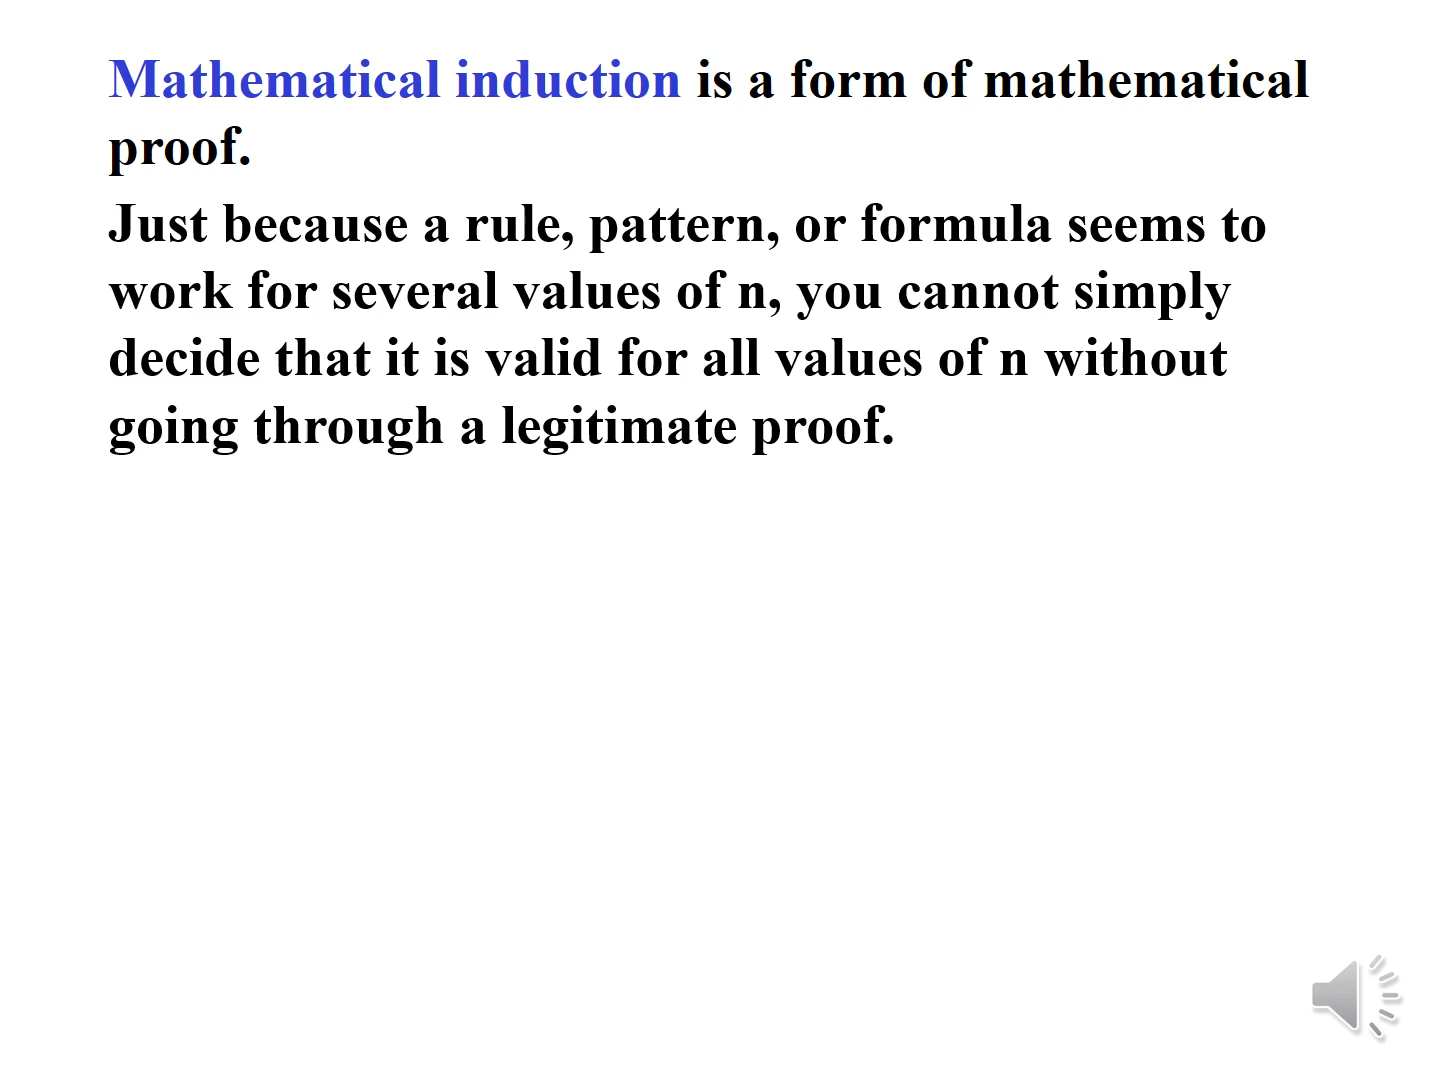 Mathematical induction is a form of mathematical
proof.
Just because a rule, pattern, or formula seems to
work for several values of n, you cannot simply
decide that it is valid for all values of n without
going through a legitimate proof.